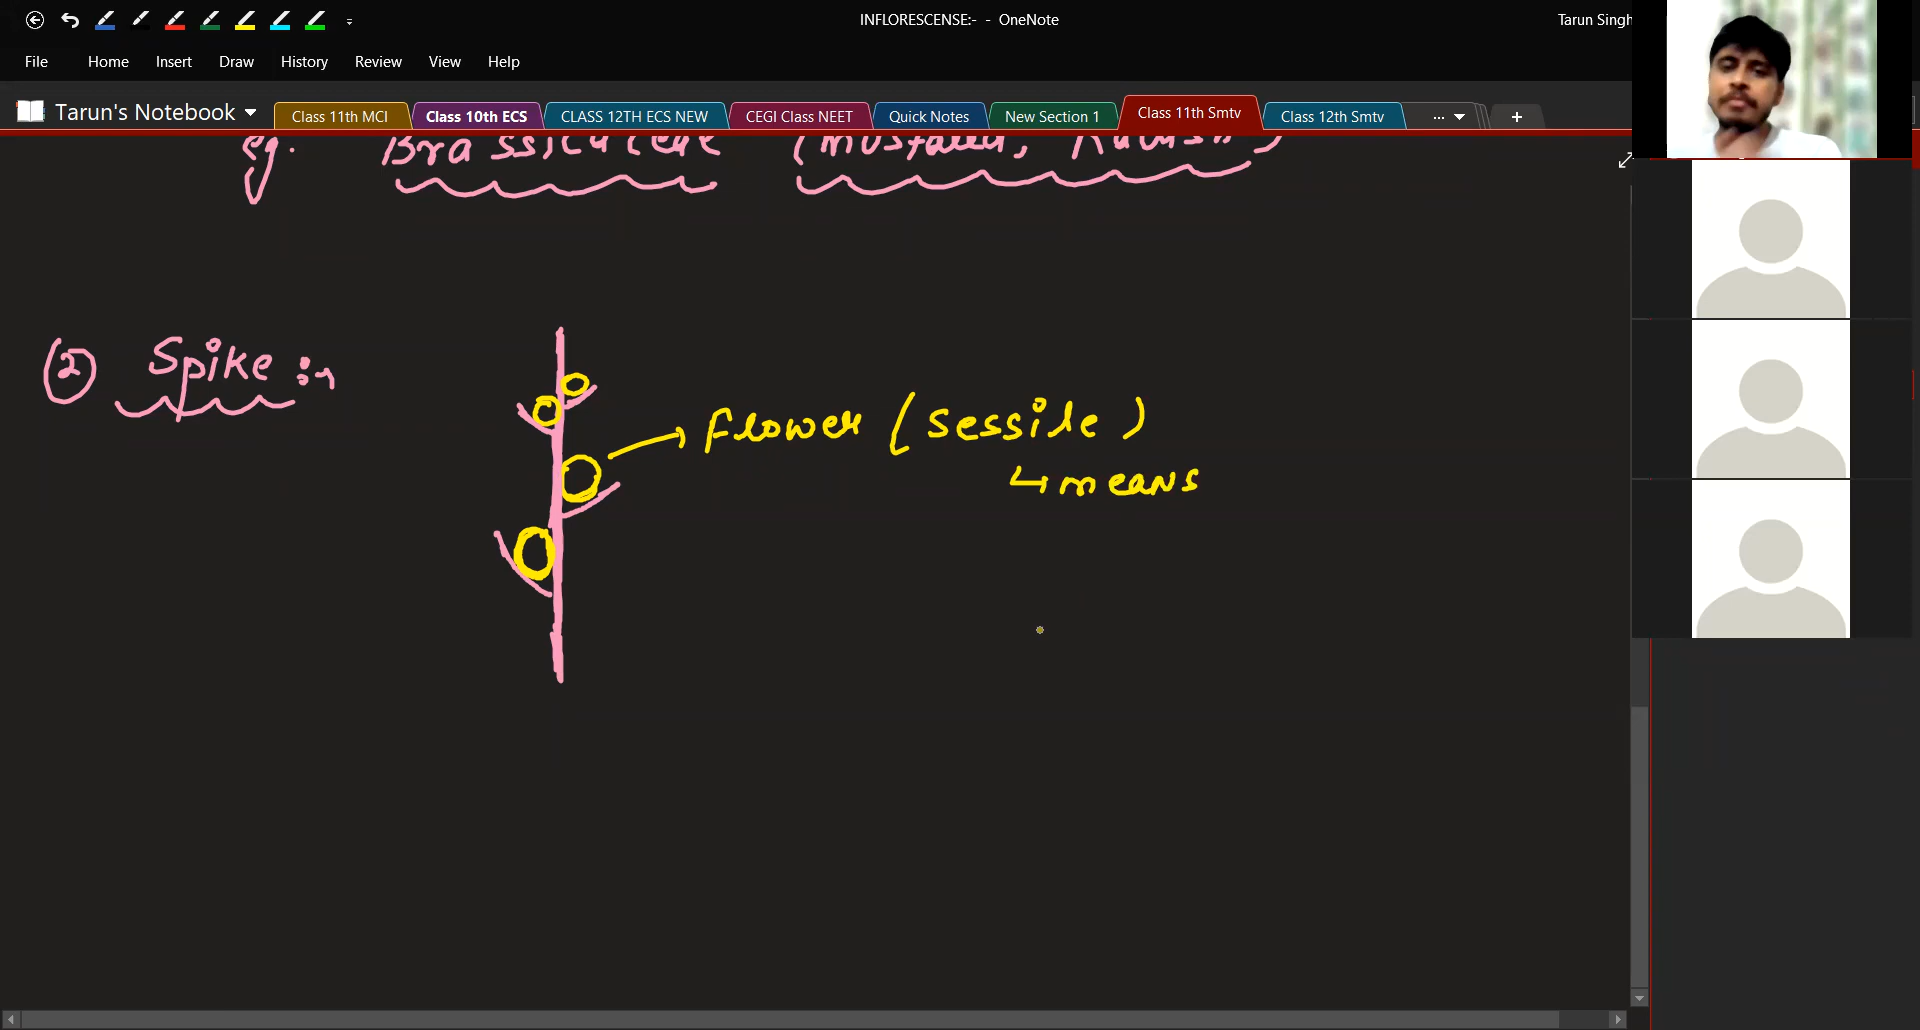 INFLORESCENSE:- - OneNote
Tarun Singh
File Home Insert Draw History Review View Help
Tarun's Notebook
Class 11th MCI Class 10th ECS CLASS 12TH ECS NEW CEGI Class NEET Quick Notes New Section 1 Class 11th Smtv Class 12th Smtv ... +
eg.
② Spike :→
Flower (Sessile)
↳ means